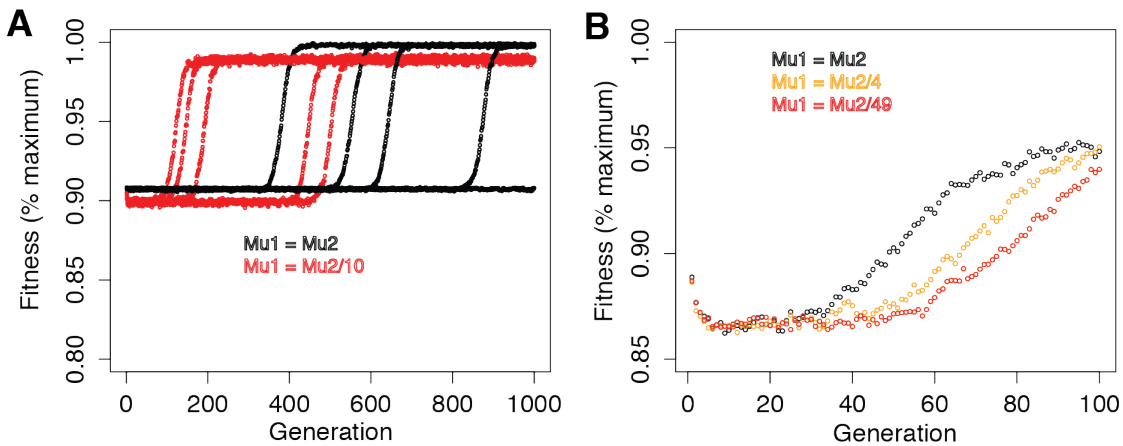 A
Fitness (% maximum)
1.00
0.95
0.90
0.85
0.80
Mu1 = Mu2
Mu1 = Mu2/10
0 200 400 600 800 1000
Generation
B
Fitness (% maximum)
1.00
0.95
0.90
0.85
Mu1 = Mu2
Mu1 = Mu2/4
Mu1 = Mu2/49
0 20 40 60 80 100
Generation